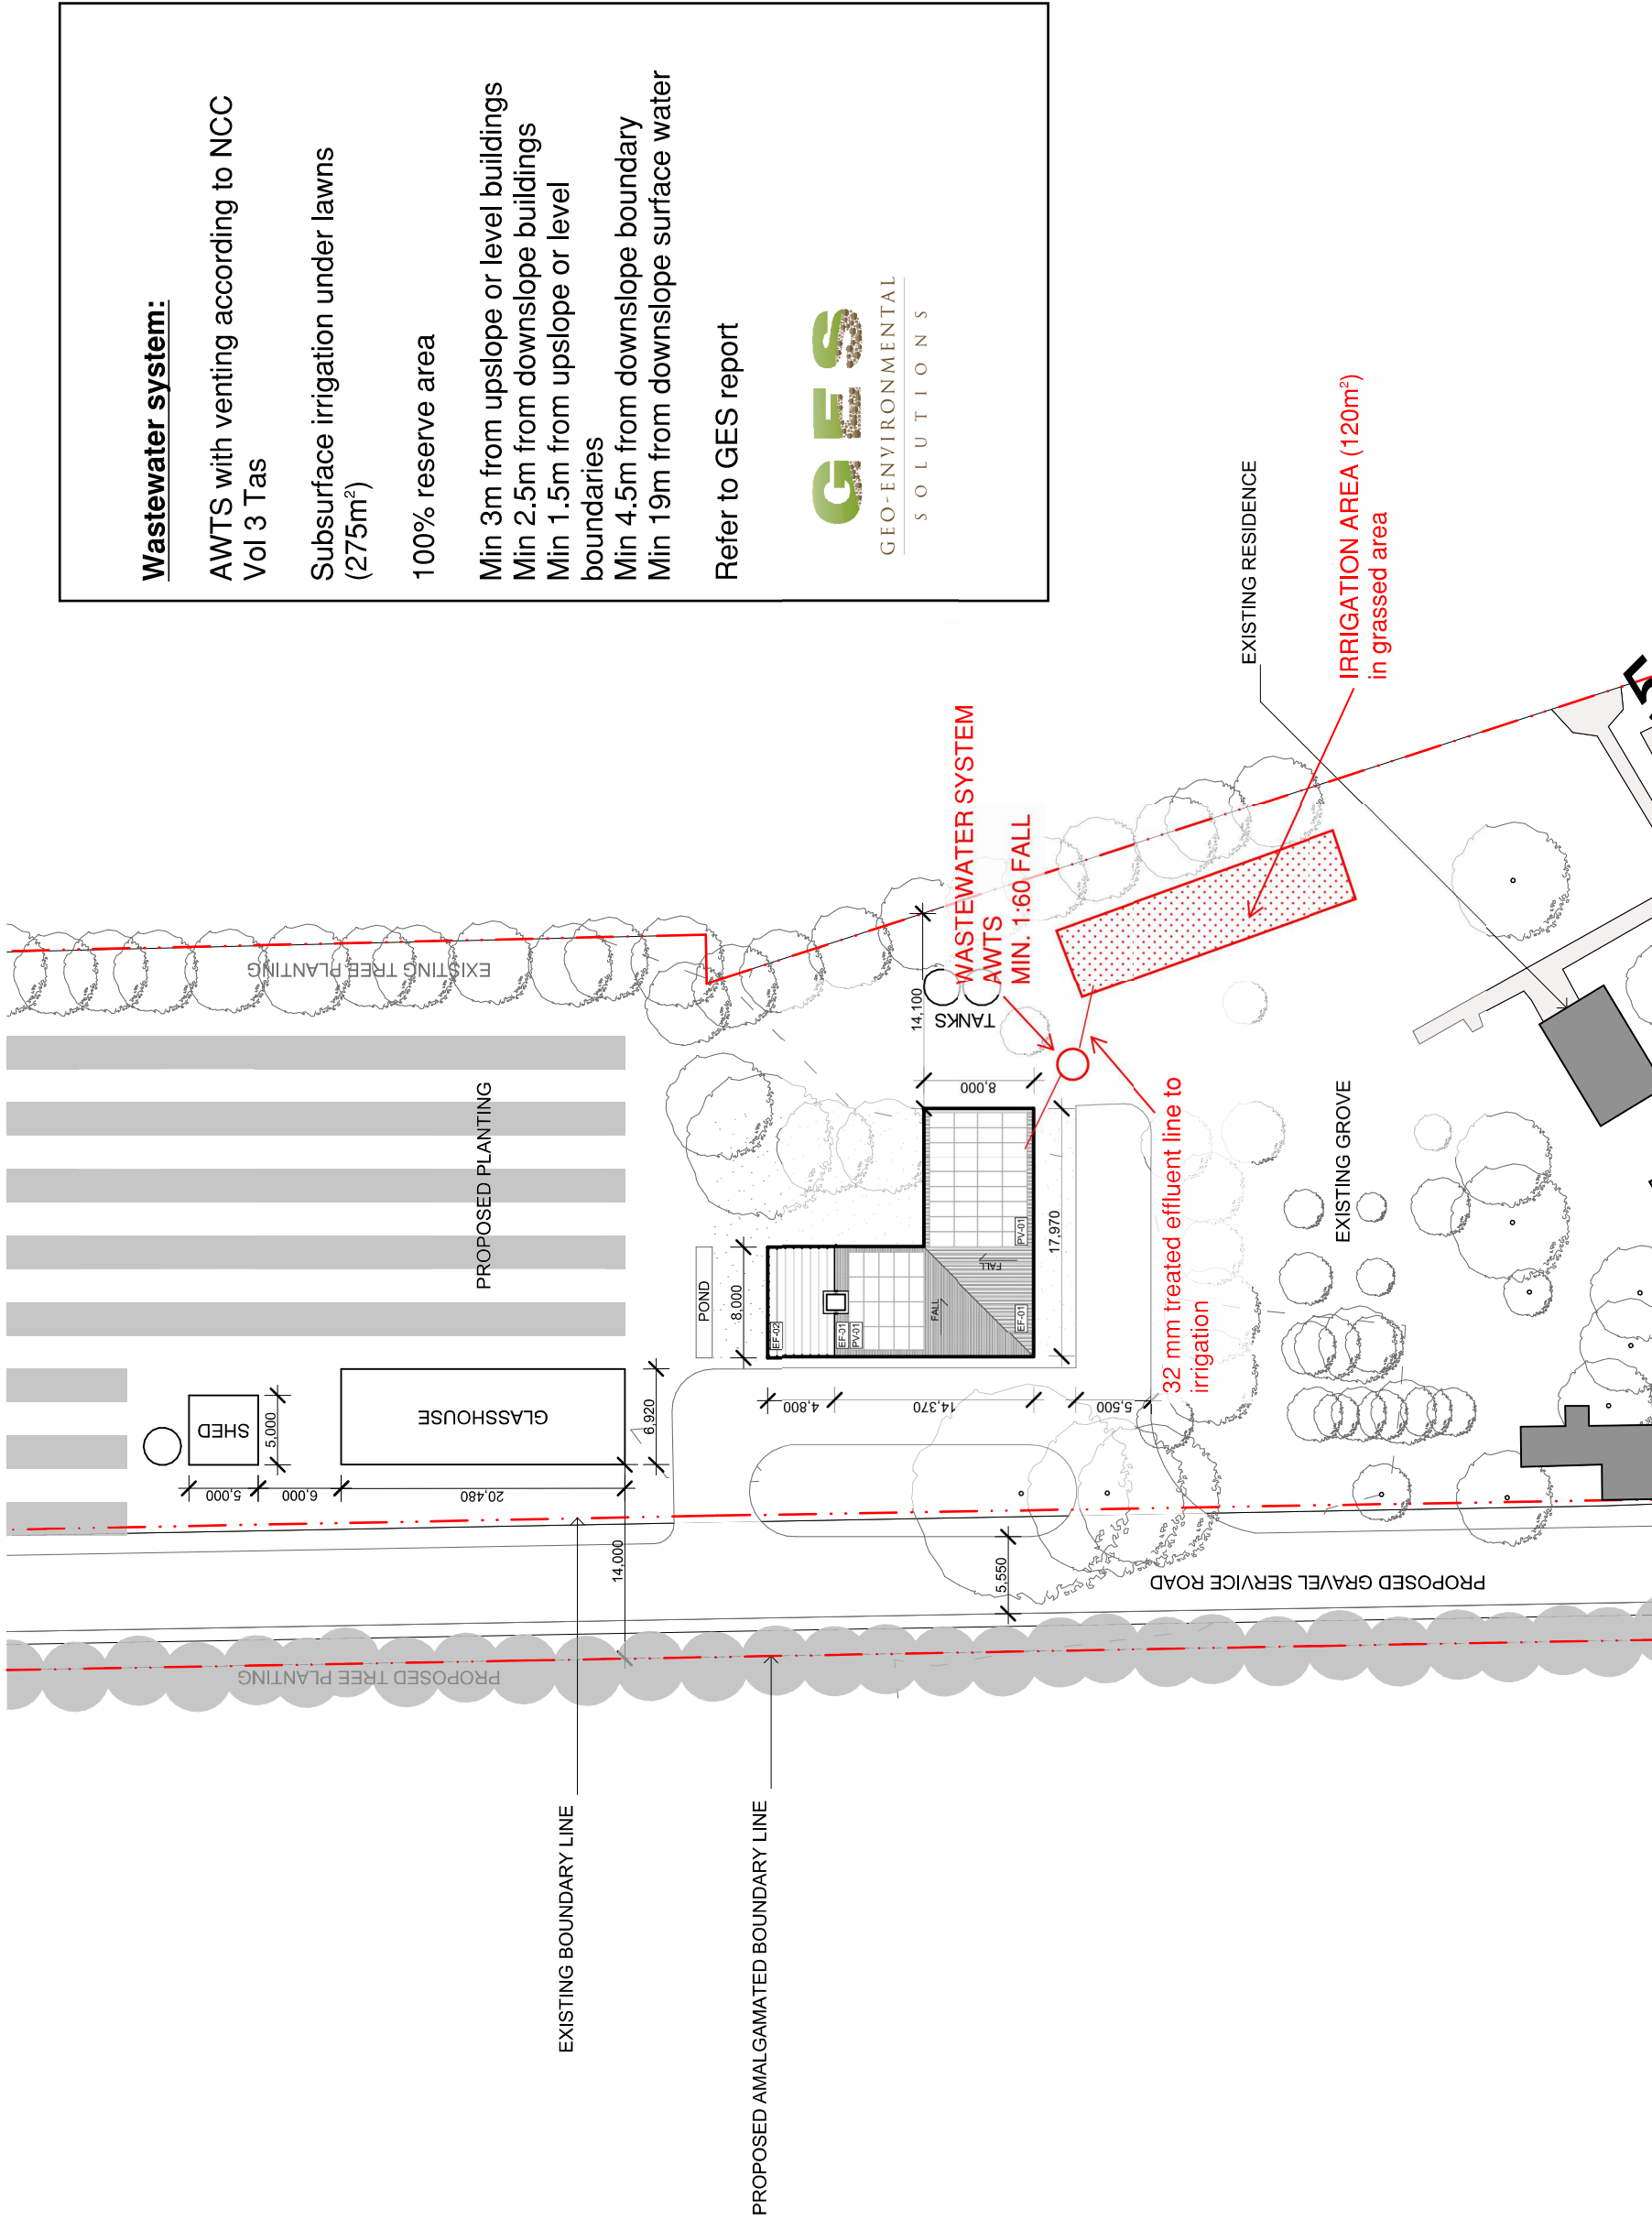 Wastewater system:
AWTS with venting according to NCC
Vol 3 Tas
Subsurface irrigation under lawns
(275m²)
100% reserve area
Min 3m from upslope or level buildings
Min 2.5m from downslope buildings
Min 1.5m from upslope or level
boundaries
Min 4.5m from downslope boundary
Min 19m from downslope surface water
Refer to GES report
GES
GEO-ENVIRONMENTAL
SOLUTIONS
EXISTING RESIDENCE
IRRIGATION AREA (120m²)
in grassed area
WASTEWATER SYSTEM
AWTS
MIN. 1:60 FALL
EXISTING TREE PLANTING
14,100
TANKS
8,000
PROPOSED PLANTING
32 mm treated effluent line to
irrigation
EXISTING GROVE
POND
8,000
17,970
PV-01
FALL
FALL
EF-02
EF-01
PV-01
EF-01
SHED
5,000
GLASSHOUSE
6,920
4,800
14,370
5,500
5,000
6,000
20,480
14,000
5,550
PROPOSED GRAVEL SERVICE ROAD
PROPOSED TREE PLANTING
EXISTING BOUNDARY LINE
PROPOSED AMALGAMATED BOUNDARY LINE